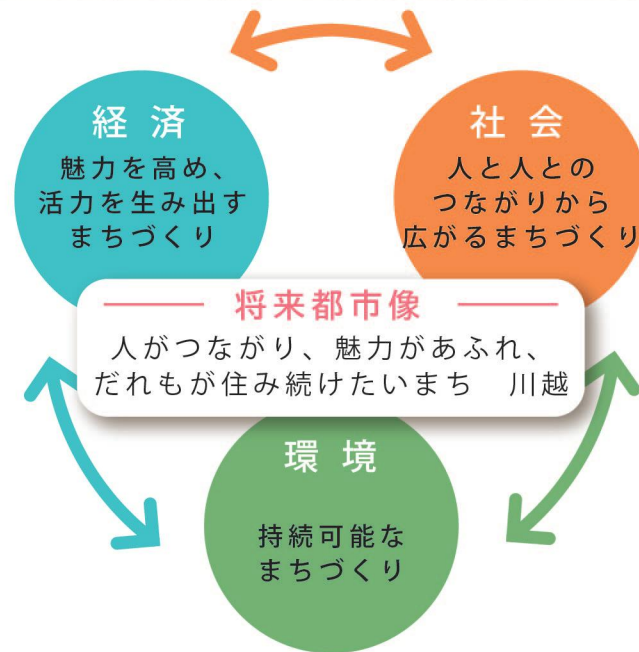 経済
魅力を高め、
活力を生み出す
まちづくり
社会
人と人との
つながりから
広がるまちづくり
将来都市像
人がつながり、魅力があふれ、
だれもが住み続けたいまち　川越
環境
持続可能な
まちづくり